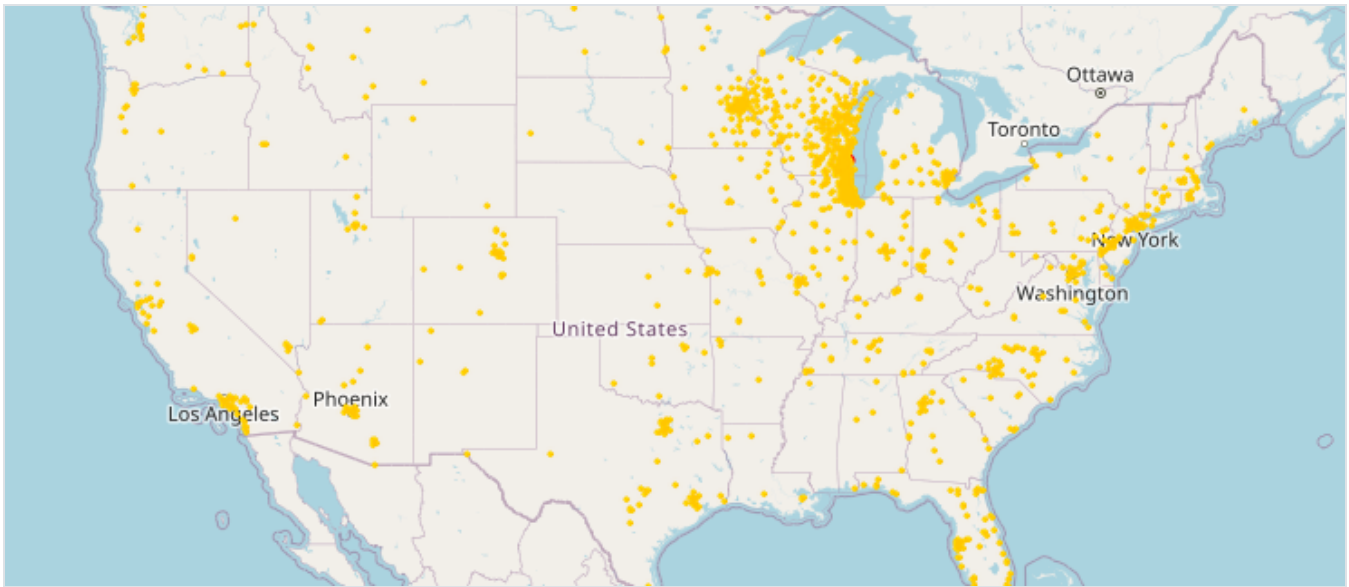 Ottawa
Toronto
New York
Washington
United States
Phoenix
Los Angeles